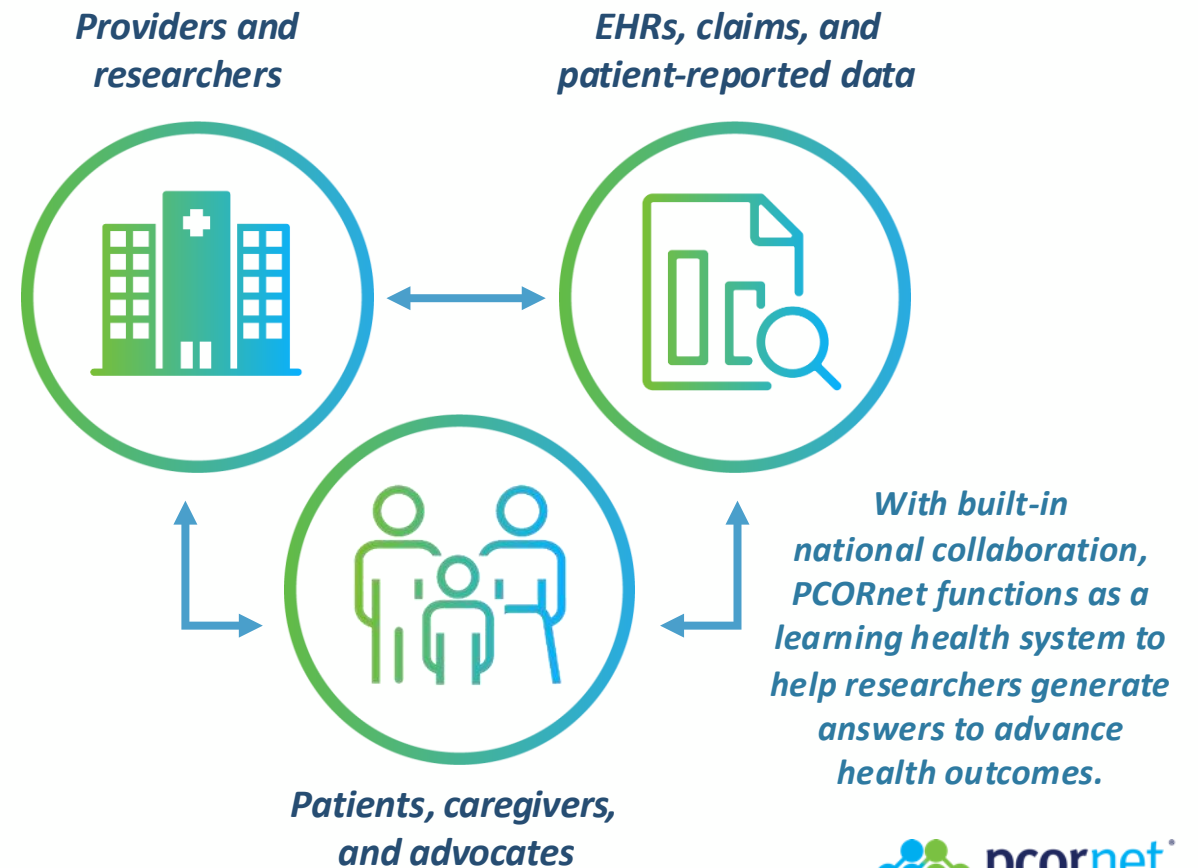 Providers and
researchers
EHRs, claims, and
patient-reported data
With built-in
national collaboration,
PCORnet functions as a
learning health system to
help researchers generate
answers to advance
health outcomes.
Patients, caregivers,
and advocates
pcornet®